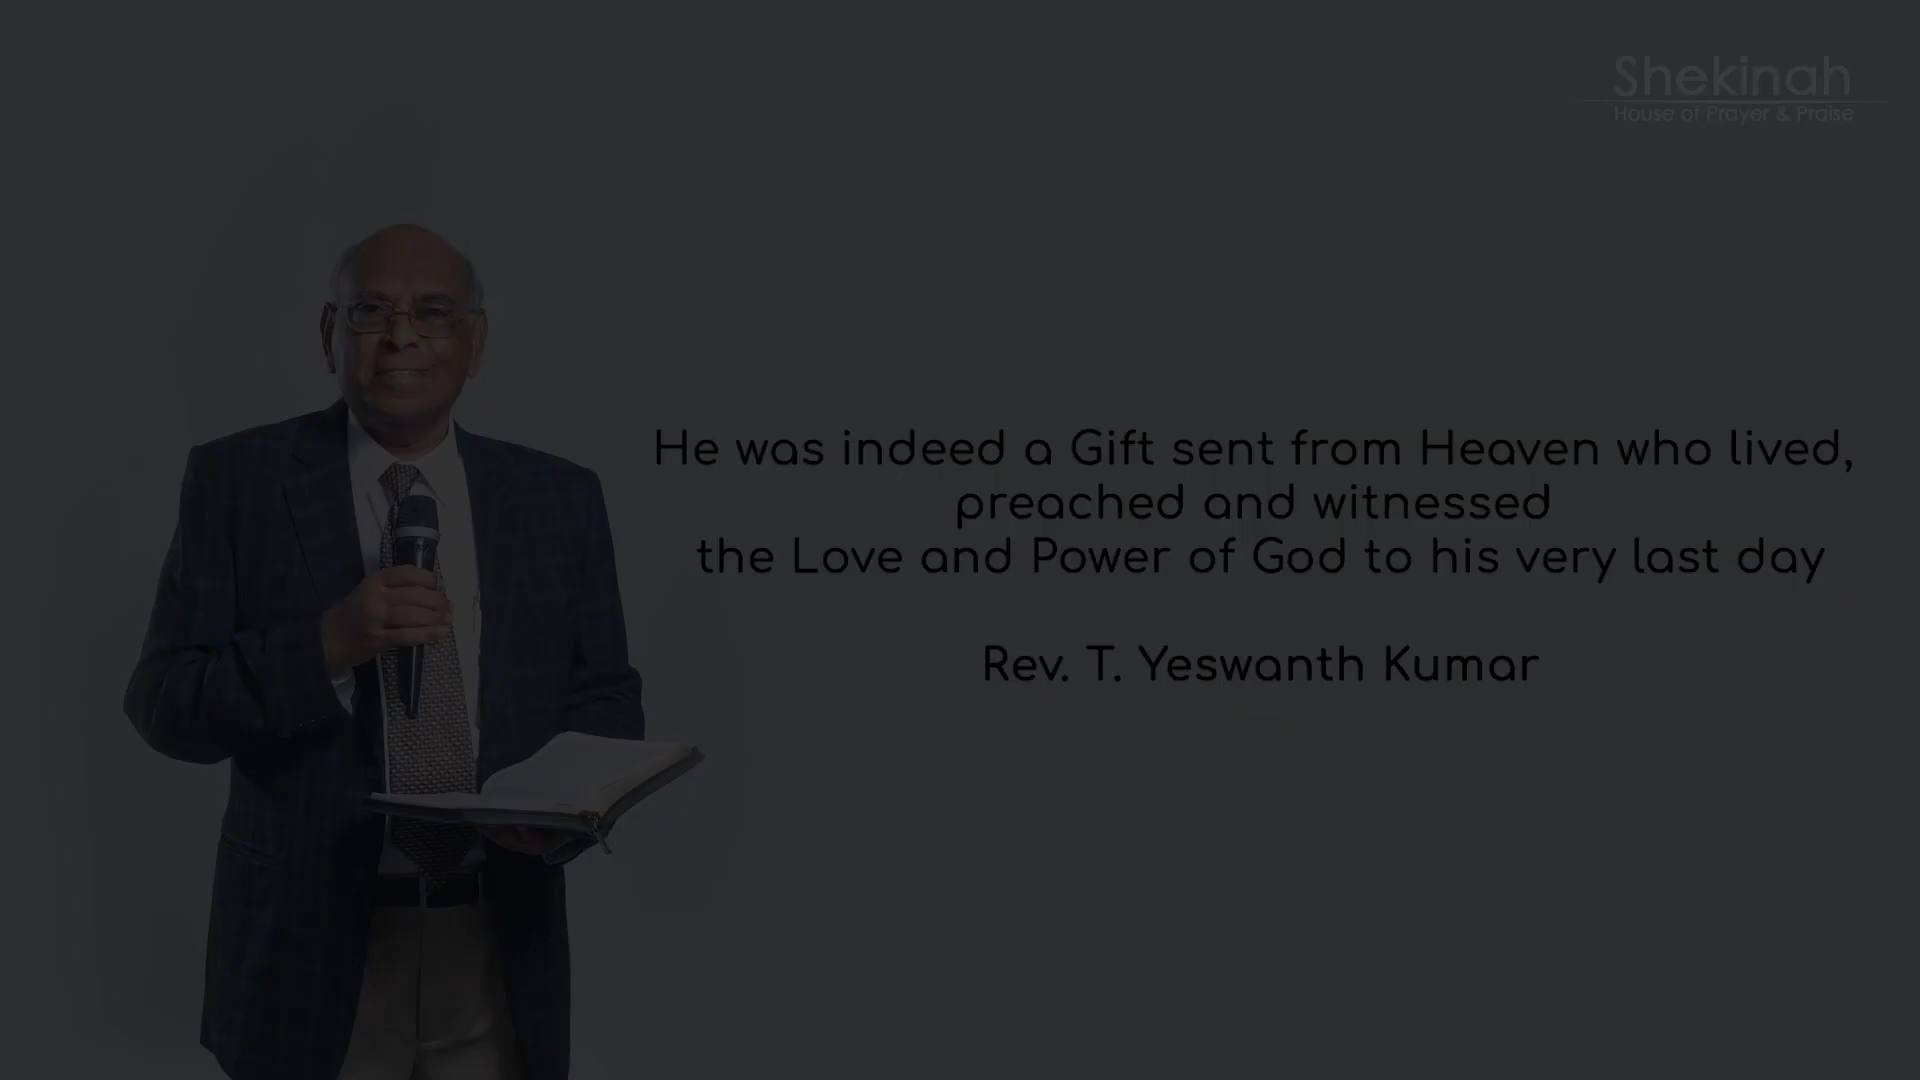 Shekinah
House of Prayer & Praise
He was indeed a Gift sent from Heaven who lived,
preached and witnessed
the Love and Power of God to his very last day
Rev. T. Yeswanth Kumar